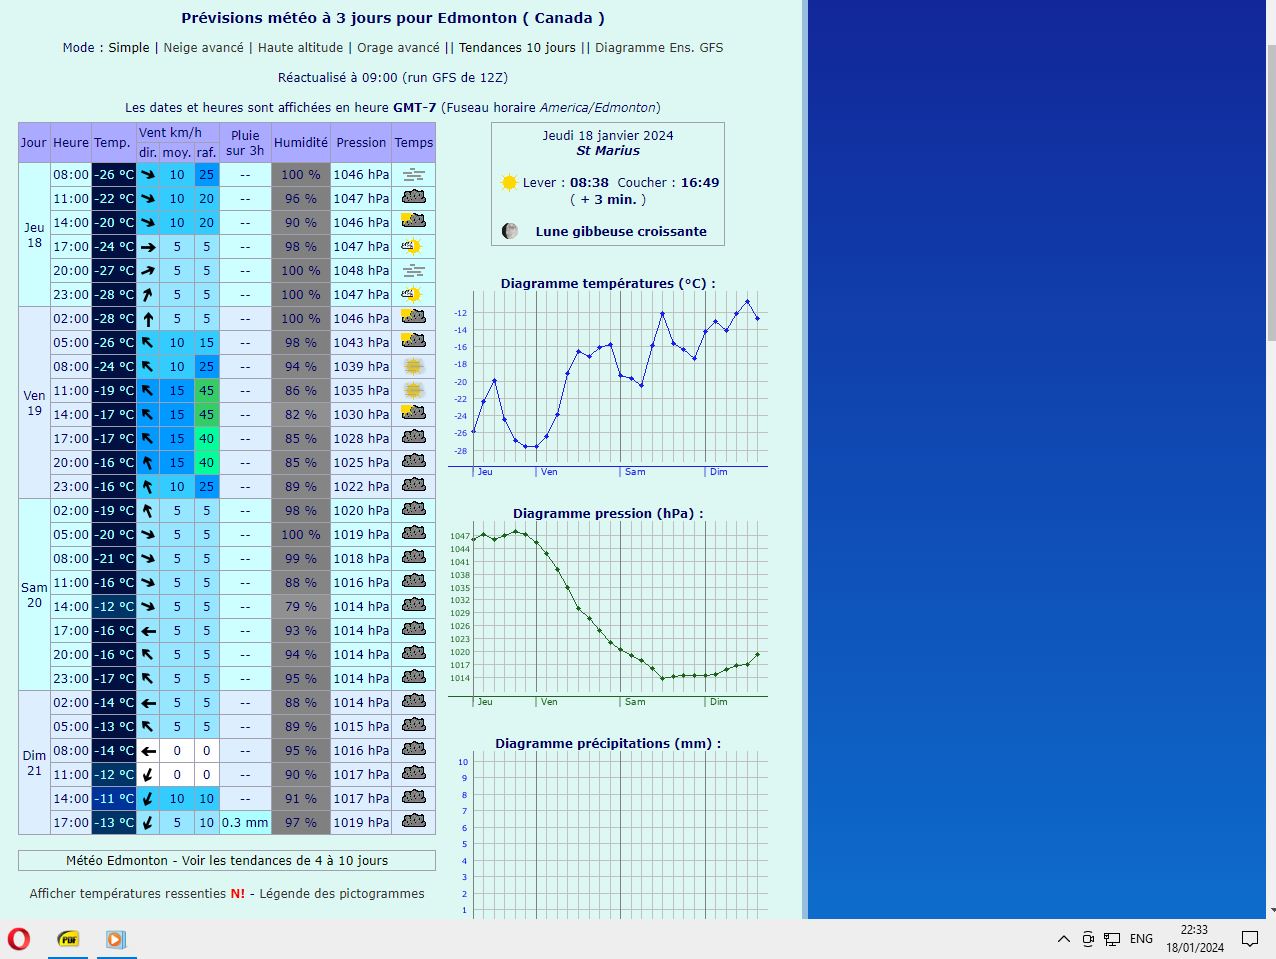 Prévisions météo à 3 jours pour Edmonton ( Canada )
Mode : Simple | Neige avancé | Haute altitude | Orage avancé || Tendances 10 jours || Diagramme Ens. GFS
Réactualisé à 09:00 (run GFS de 12Z)
Les dates et heures sont affichées en heure GMT-7 (Fuseau horaire America/Edmonton)
Jour Heure Temp. Vent km/h dir. moy. raf. Pluie sur 3h Humidité Pression Temps
Jeu 18
08:00 -26 °C 10 25 -- 100 % 1046 hPa
11:00 -22 °C 10 20 -- 96 % 1047 hPa
14:00 -20 °C 10 20 -- 90 % 1046 hPa
17:00 -24 °C 5 5 -- 98 % 1047 hPa
20:00 -27 °C 5 5 -- 100 % 1048 hPa
23:00 -28 °C 5 5 -- 100 % 1047 hPa
Ven 19
02:00 -28 °C 5 5 -- 100 % 1046 hPa
05:00 -26 °C 10 15 -- 98 % 1043 hPa
08:00 -24 °C 10 25 -- 94 % 1039 hPa
11:00 -19 °C 15 45 -- 86 % 1035 hPa
14:00 -17 °C 15 45 -- 82 % 1030 hPa
17:00 -17 °C 15 40 -- 85 % 1028 hPa
20:00 -16 °C 15 40 -- 85 % 1025 hPa
23:00 -16 °C 10 25 -- 89 % 1022 hPa
Sam 20
02:00 -19 °C 5 5 -- 98 % 1020 hPa
05:00 -20 °C 5 5 -- 100 % 1019 hPa
08:00 -21 °C 5 5 -- 99 % 1018 hPa
11:00 -16 °C 5 5 -- 88 % 1016 hPa
14:00 -12 °C 5 5 -- 79 % 1014 hPa
17:00 -16 °C 5 5 -- 93 % 1014 hPa
20:00 -16 °C 5 5 -- 94 % 1014 hPa
23:00 -17 °C 5 5 -- 95 % 1014 hPa
Dim 21
02:00 -14 °C 5 5 -- 88 % 1014 hPa
05:00 -13 °C 5 5 -- 89 % 1015 hPa
08:00 -14 °C 0 0 -- 95 % 1016 hPa
11:00 -12 °C 0 0 -- 90 % 1017 hPa
14:00 -11 °C 10 10 -- 91 % 1017 hPa
17:00 -13 °C 5 10 0.3 mm 97 % 1019 hPa
Météo Edmonton - Voir les tendances de 4 à 10 jours
Afficher températures ressenties N! - Légende des pictogrammes
Jeudi 18 janvier 2024
St Marius
Lever : 08:38 Coucher : 16:49
( + 3 min. )
Lune gibbeuse croissante
Diagramme températures (°C) :
-12
-14
-16
-18
-20
-22
-24
-26
-28
Jeu Ven Sam Dim
Diagramme pression (hPa) :
1047
1044
1041
1038
1035
1032
1029
1026
1023
1020
1017
1014
Jeu Ven Sam Dim
Diagramme précipitations (mm) :
10
9
8
7
6
5
4
3
2
1
PDF
ENG
22:33
18/01/2024